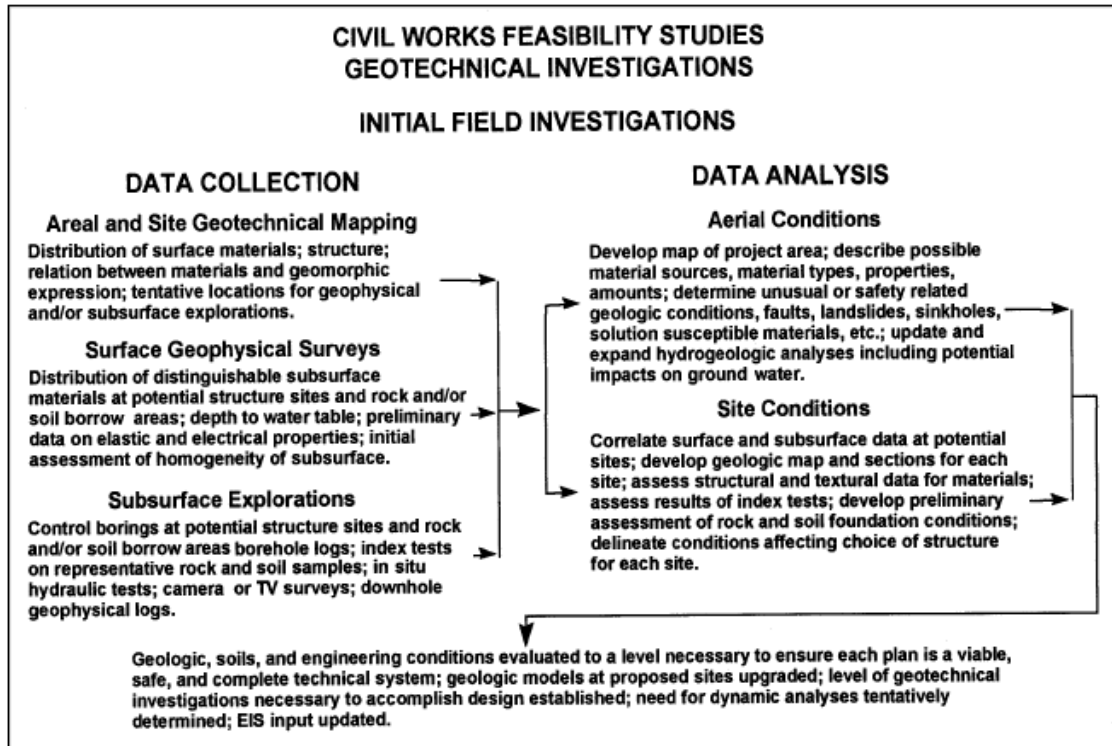 CIVIL WORKS FEASIBILITY STUDIES
GEOTECHNICAL INVESTIGATIONS
INITIAL FIELD INVESTIGATIONS
DATA COLLECTION
Areal and Site Geotechnical Mapping
Distribution of surface materials; structure;
relation between materials and geomorphic
expression; tentative locations for geophysical
and/or subsurface explorations.
Surface Geophysical Surveys
Distribution of distinguishable subsurface
materials at potential structure sites and rock and/or
soil borrow areas; depth to water table; preliminary
data on elastic and electrical properties; initial
assessment of homogeneity of subsurface.
Subsurface Explorations
Control borings at potential structure sites and rock
and/or soil borrow areas borehole logs; index tests
on representative rock and soil samples; in situ
hydraulic tests; camera or TV surveys; downhole
geophysical logs.
DATA ANALYSIS
Aerial Conditions
Develop map of project area; describe possible
material sources, material types, properties,
amounts; determine unusual or safety related
geologic conditions, faults, landslides, sinkholes,
solution susceptible materials, etc.; update and
expand hydrogeologic analyses including potential
impacts on ground water.
Site Conditions
Correlate surface and subsurface data at potential
sites; develop geologic map and sections for each
site; assess structural and textural data for materials;
assess results of index tests; develop preliminary
assessment of rock and soil foundation conditions;
delineate conditions affecting choice of structure
for each site.
Geologic, soils, and engineering conditions evaluated to a level necessary to ensure each plan is a viable,
safe, and complete technical system; geologic models at proposed sites upgraded; level of geotechnical
investigations necessary to accomplish design established; need for dynamic analyses tentatively
determined; EIS input updated.